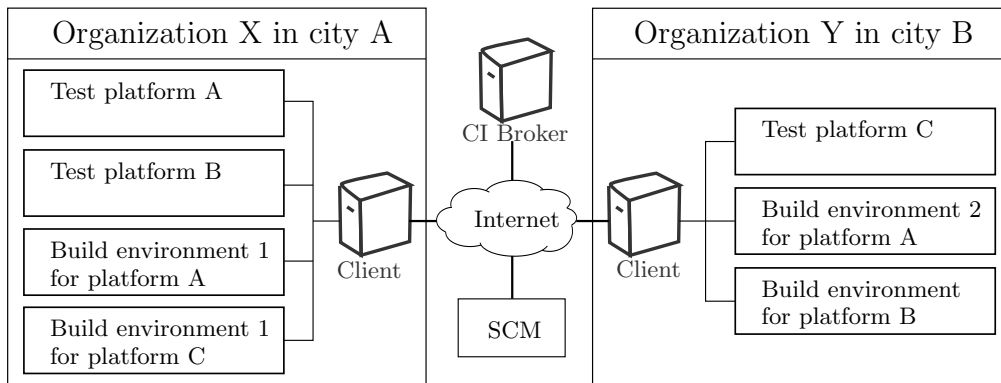 Organization X in city A
Test platform A
Test platform B
Build environment 1
for platform A
Build environment 1
for platform C
Client
CI Broker
Internet
SCM
Organization Y in city B
Client
Test platform C
Build environment 2
for platform A
Build environment
for platform B